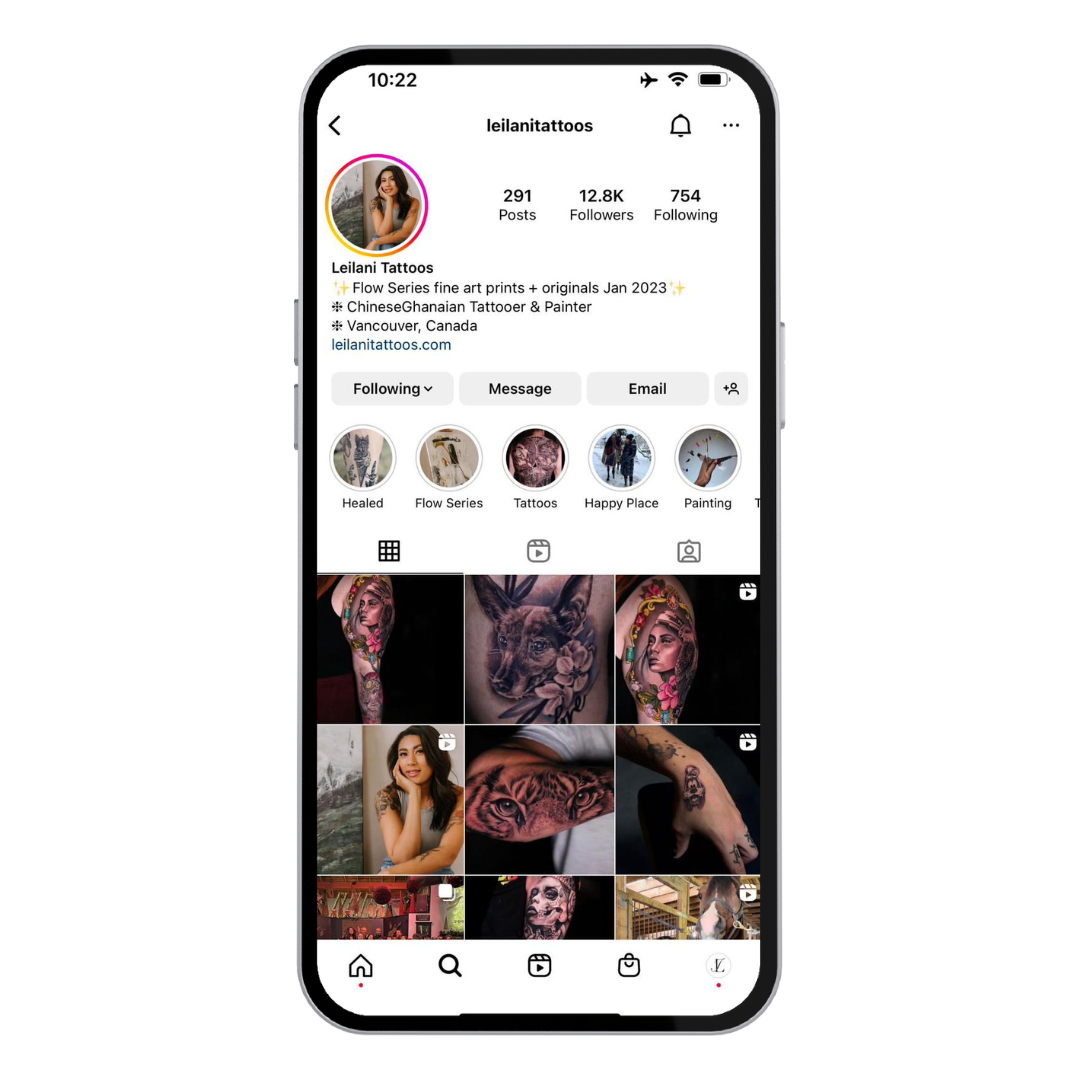 10:22
leilanitattoos
291 12.8K 754
Posts Followers Following
Leilani Tattoos
✨Flow Series fine art prints + originals Jan 2023✨
❉ ChineseGhanaian Tattooer & Painter
❉ Vancouver, Canada
leilanitattoos.com
Following Message Email
Healed Flow Series Tattoos Happy Place Painting T